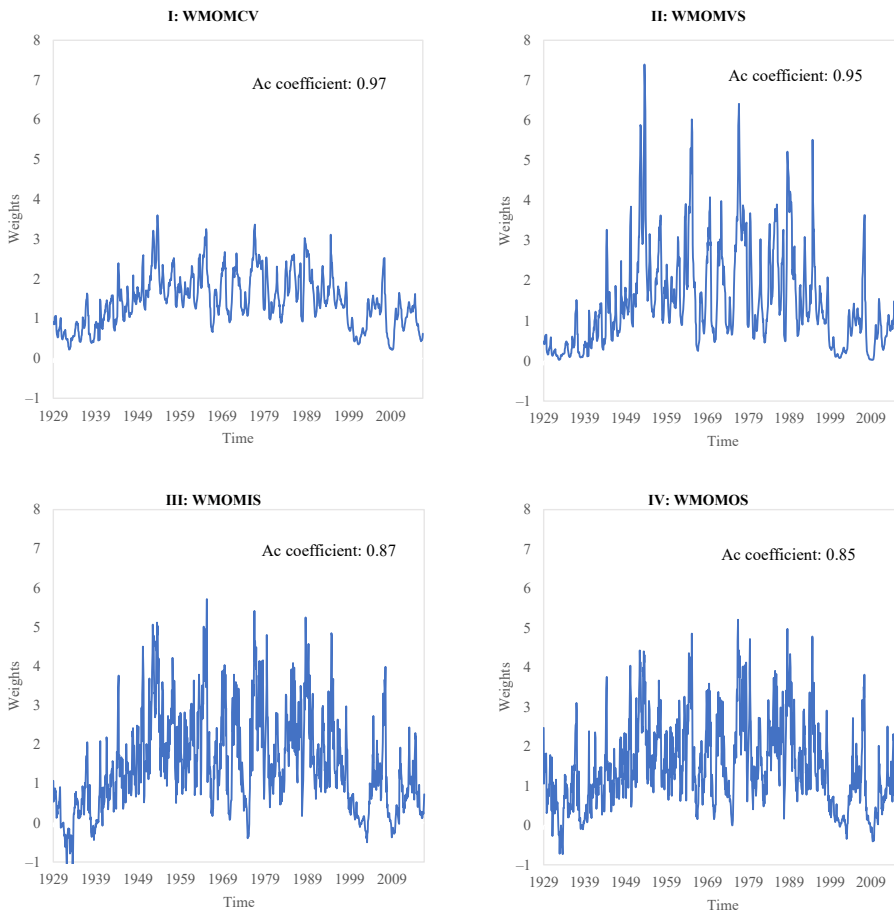 I: WMOMCV
8
7
6
5
4
3
2
1
0
–1
Weights
Ac coefficient: 0.97
1929 1939 1949 1959 1969 1979 1989 1999 2009
Time
II: WMOMVS
8
7
6
5
4
3
2
1
0
–1
Weights
Ac coefficient: 0.95
1929 1939 1949 1959 1969 1979 1989 1999 2009
Time
III: WMOMIS
8
7
6
5
4
3
2
1
0
–1
Weights
Ac coefficient: 0.87
1929 1939 1949 1959 1969 1979 1989 1999 2009
Time
IV: WMOMOS
8
7
6
5
4
3
2
1
0
–1
Weights
Ac coefficient: 0.85
1929 1939 1949 1959 1969 1979 1989 1999 2009
Time